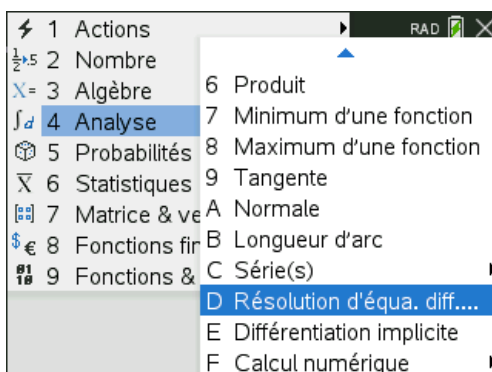 1 Actions
2 Nombre
3 Algèbre
4 Analyse
5 Probabilités
6 Statistiques
7 Matrice & ve
8 Fonctions fin
9 Fonctions &
RAD
6 Produit
7 Minimum d'une fonction
8 Maximum d'une fonction
9 Tangente
A Normale
B Longueur d'arc
C Série(s)
D Résolution d'équa. diff....
E Différentiation implicite
F Calcul numérique